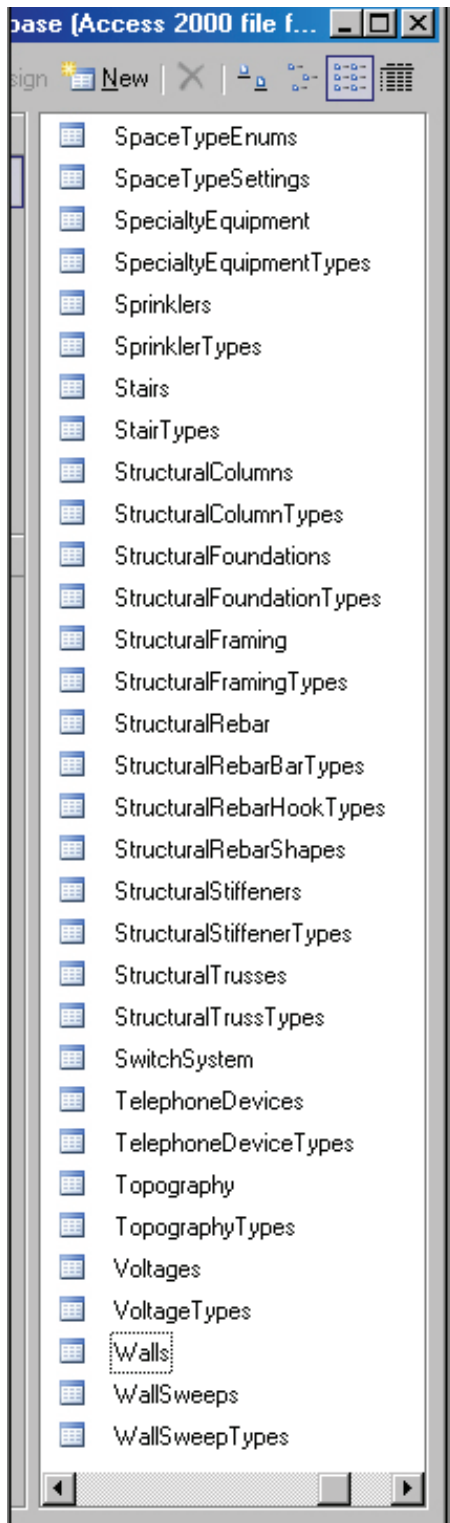 base (Access 2000 file f...
sign New
SpaceTypeEnums
SpaceTypeSettings
SpecialtyEquipment
SpecialtyEquipmentTypes
Sprinklers
SprinklerTypes
Stairs
StairTypes
StructuralColumns
StructuralColumnTypes
StructuralFoundations
StructuralFoundationTypes
StructuralFraming
StructuralFramingTypes
StructuralRebar
StructuralRebarBarTypes
StructuralRebarHookTypes
StructuralRebarShapes
StructuralStiffeners
StructuralStiffenerTypes
StructuralTrusses
StructuralTrussTypes
SwitchSystem
TelephoneDevices
TelephoneDeviceTypes
Topography
TopographyTypes
Voltages
VoltageTypes
Walls
WallSweeps
WallSweepTypes